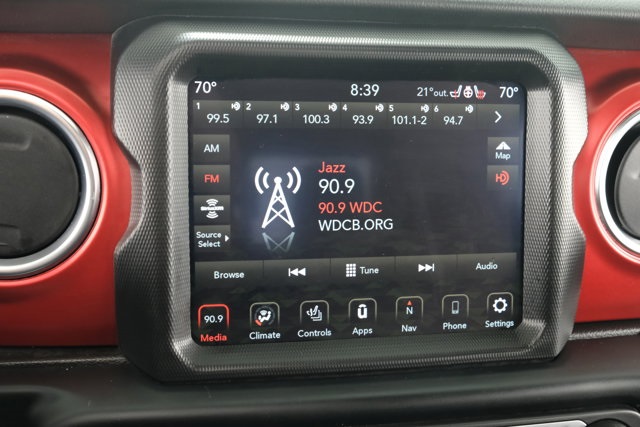 70° 8:39 21°out. 70°
1 2 3 4 5 6
99.5 97.1 100.3 93.9 101.1-2 94.7
AM
Map
Jazz
FM
90.9
90.9 WDC
SiriusXM
WDCB.ORG
Source
Select
Browse Tune Audio
90.9 N
Media Climate Controls Apps Nav Phone Settings